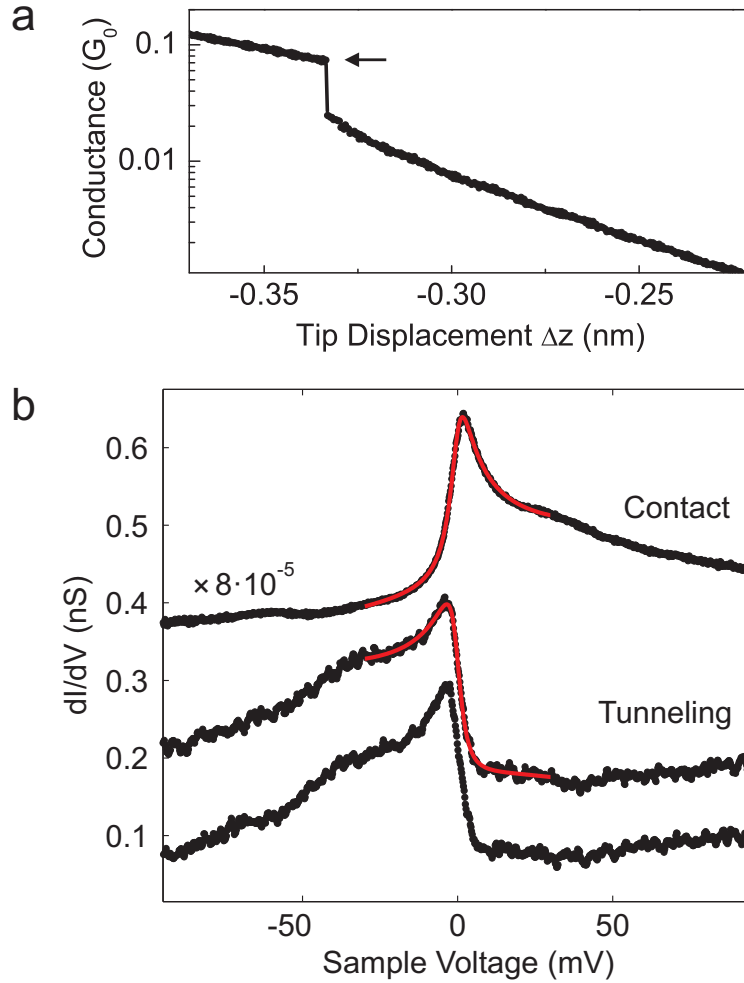 a
Conductance (G₀)
0.1
0.01
-0.35
-0.30
-0.25
Tip Displacement Δz (nm)
b
dI/dV (nS)
0.6
0.5
0.4
0.3
0.2
0.1
Contact
×8·10⁻⁵
Tunneling
-50
0
50
Sample Voltage (mV)